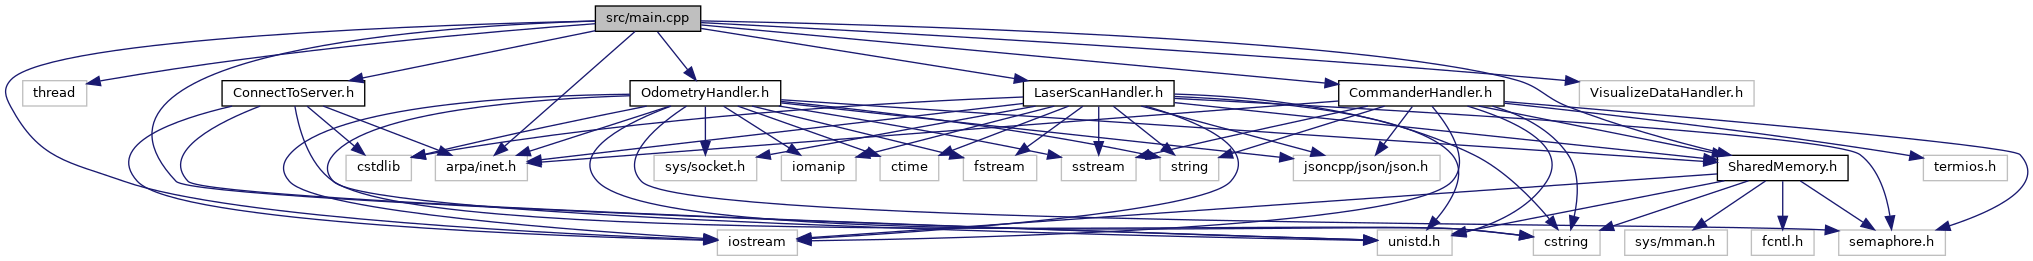 src/main.cpp
thread
ConnectToServer.h
OdometryHandler.h
LaserScanHandler.h
CommanderHandler.h
VisualizeDataHandler.h
cstdlib
arpa/inet.h
sys/socket.h
iomanip
ctime
fstream
sstream
string
jsoncpp/json/json.h
SharedMemory.h
termios.h
iostream
unistd.h
cstring
sys/mman.h
fcntl.h
semaphore.h